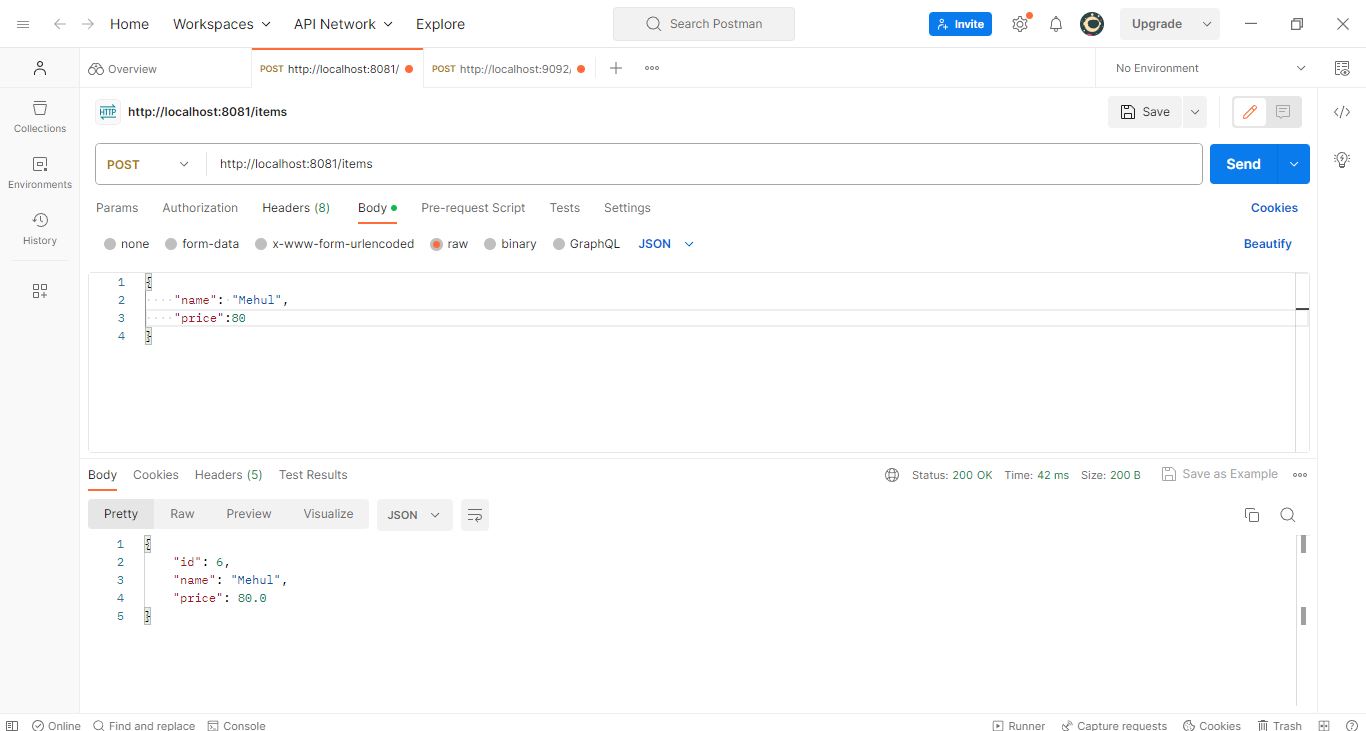 Home Workspaces API Network Explore Search Postman Invite Upgrade
Overview POST http://localhost:8081/ POST http://localhost:9092/ No Environment
HTTP http://localhost:8081/items Save
Collections
Environments
History
POST http://localhost:8081/items Send
Params Authorization Headers (8) Body Pre-request Script Tests Settings Cookies
none form-data x-www-form-urlencoded raw binary GraphQL JSON Beautify
1 {
2 "name": "Mehul",
3 "price":80
4 }
Body Cookies Headers (5) Test Results Status: 200 OK Time: 42 ms Size: 200 B Save as Example
Pretty Raw Preview Visualize JSON
1 {
2 "id": 6,
3 "name": "Mehul",
4 "price": 80.0
5 }
Online Find and replace Console Runner Capture requests Cookies Trash